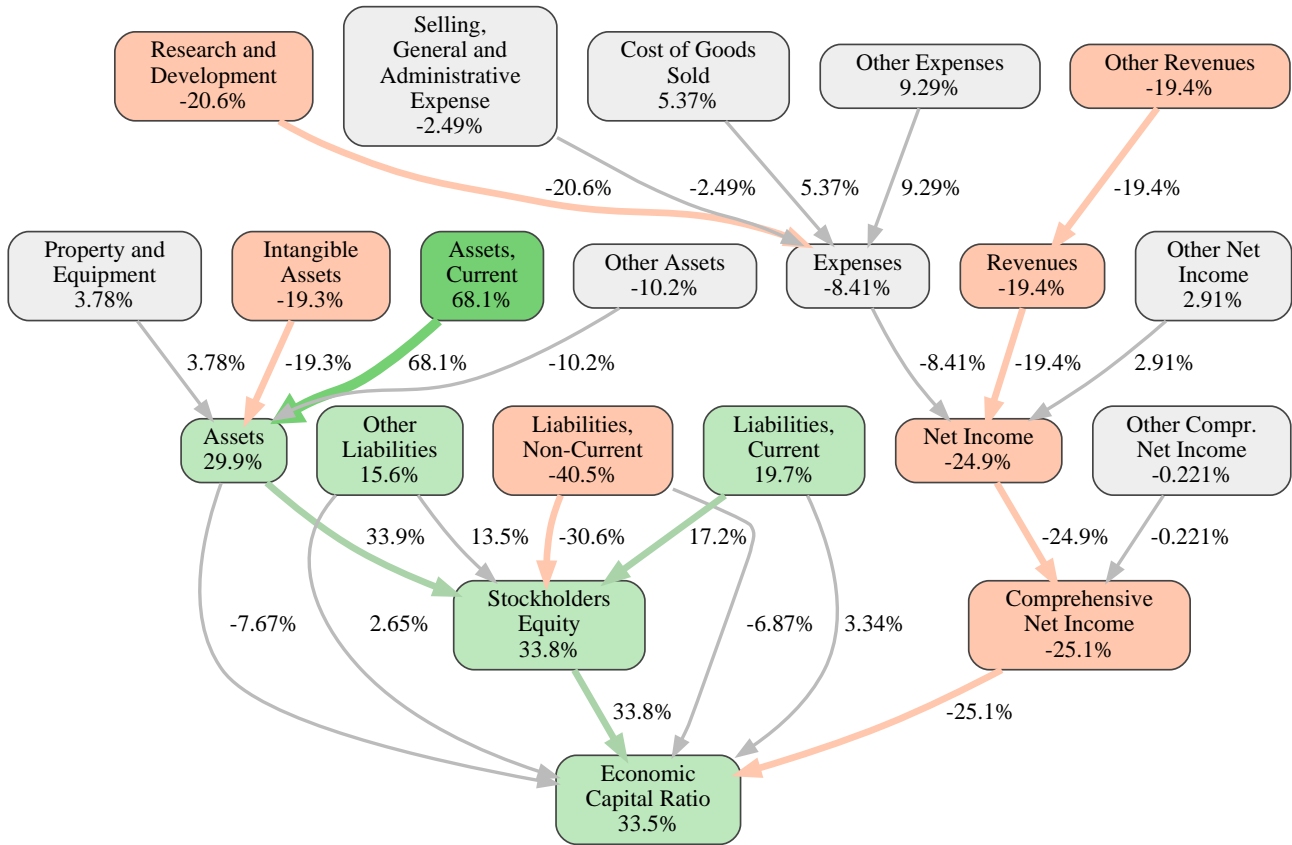 Research and
Development
-20.6%
Selling,
General and
Administrative
Expense
-2.49%
Cost of Goods
Sold
5.37%
Other Expenses
9.29%
Other Revenues
-19.4%
-20.6%
-2.49%
5.37%
9.29%
-19.4%
Property and
Equipment
3.78%
Intangible
Assets
-19.3%
Assets,
Current
68.1%
Other Assets
-10.2%
Expenses
-8.41%
Revenues
-19.4%
Other Net
Income
2.91%
3.78%
-19.3%
68.1%
-10.2%
-8.41%
-19.4%
2.91%
Assets
29.9%
Other
Liabilities
15.6%
Liabilities,
Non-Current
-40.5%
Liabilities,
Current
19.7%
Net Income
-24.9%
Other Compr.
Net Income
-0.221%
33.9%
13.5%
-30.6%
17.2%
-24.9%
-0.221%
Stockholders
Equity
33.8%
Comprehensive
Net Income
-25.1%
-7.67%
2.65%
-6.87%
3.34%
33.8%
-25.1%
Economic
Capital Ratio
33.5%